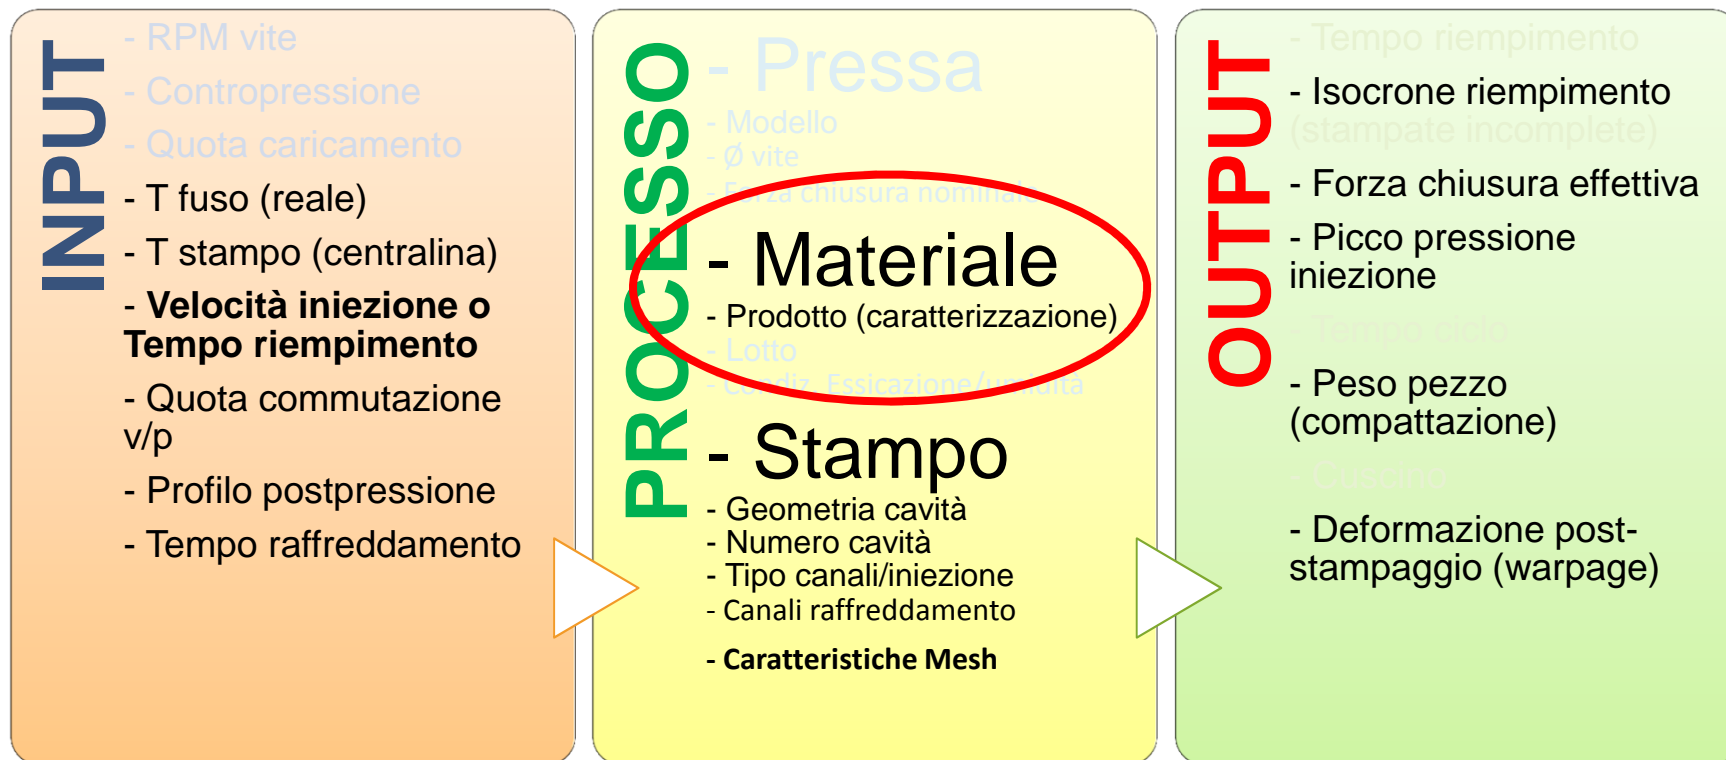 INPUT
- RPM vite
- Contropressione
- Quota caricamento
- T fuso (reale)
- T stampo (centralina)
- Velocità iniezione o
Tempo riempimento
- Quota commutazione
v/p
- Profilo postpressione
- Tempo raffreddamento
PROCESSO
- Pressa
- Modello
- Ø vite
- Forza chiusura nominale
- Materiale
- Prodotto (caratterizzazione)
- Lotto
- Condiz. Essicazione/umidità
- Stampo
- Geometria cavità
- Numero cavità
- Tipo canali/iniezione
- Canali raffreddamento
- Caratteristiche Mesh
OUTPUT
- Tempo riempimento
- Isocrone riempimento
(stampate incomplete)
- Forza chiusura effettiva
- Picco pressione
iniezione
- Tempo ciclo
- Peso pezzo
(compattazione)
- Cuscino
- Deformazione post-
stampaggio (warpage)